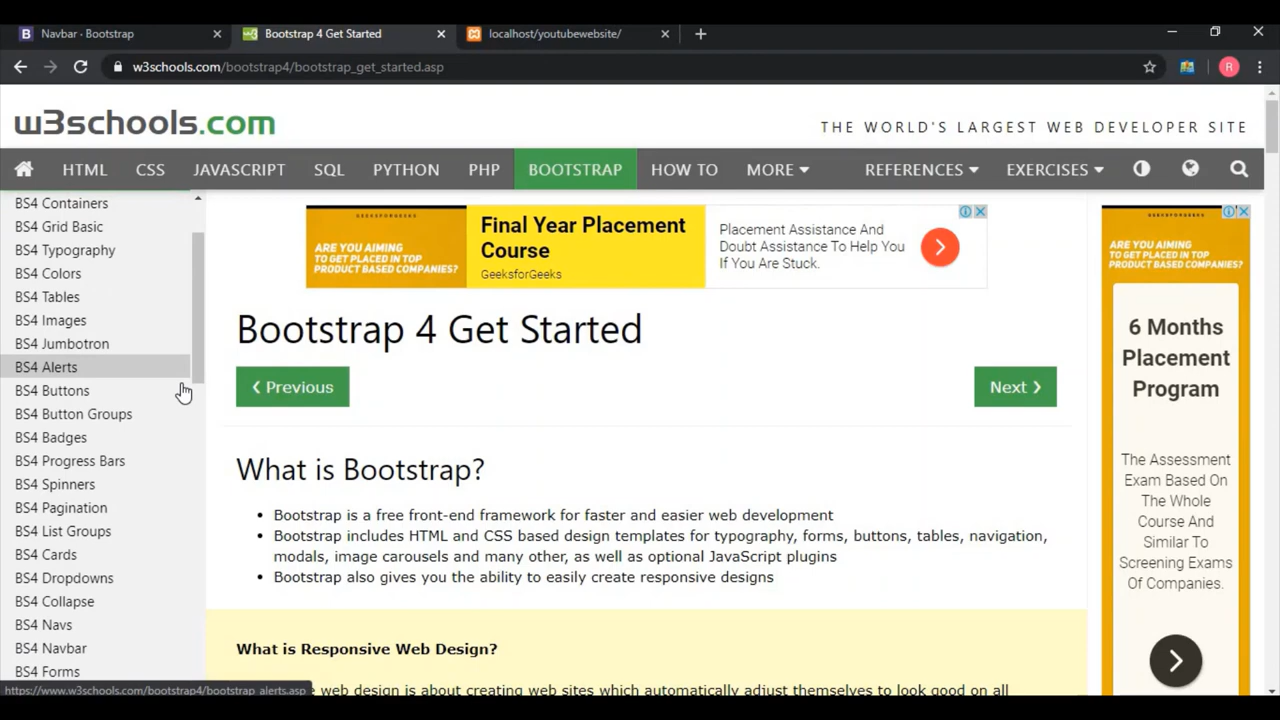 Navbar - Bootstrap
Bootstrap 4 Get Started
localhost/youtubewebsite/
w3schools.com/bootstrap4/bootstrap_get_started.asp
R
w3schools.com
THE WORLD'S LARGEST WEB DEVELOPER SITE
HTML CSS JAVASCRIPT SQL PYTHON PHP BOOTSTRAP HOW TO MORE REFERENCES EXERCISES
BS4 Containers
BS4 Grid Basic
BS4 Typography
BS4 Colors
BS4 Tables
BS4 Images
BS4 Jumbotron
BS4 Alerts
BS4 Buttons
BS4 Button Groups
BS4 Badges
BS4 Progress Bars
BS4 Spinners
BS4 Pagination
BS4 List Groups
BS4 Cards
BS4 Dropdowns
BS4 Collapse
BS4 Navs
BS4 Navbar
BS4 Forms
https://www.w3schools.com/bootstrap4/bootstrap_alerts.asp
GEEKSFORGEEKS
ARE YOU AIMING
TO GET PLACED IN TOP
PRODUCT BASED COMPANIES?
Final Year Placement
Course
GeeksforGeeks
Placement Assistance And
Doubt Assistance To Help You
If You Are Stuck.
Bootstrap 4 Get Started
❮ Previous
Next ❯
What is Bootstrap?
• Bootstrap is a free front-end framework for faster and easier web development
• Bootstrap includes HTML and CSS based design templates for typography, forms, buttons, tables, navigation,
modals, image carousels and many other, as well as optional JavaScript plugins
• Bootstrap also gives you the ability to easily create responsive designs
What is Responsive Web Design?
web design is about creating web sites which automatically adjust themselves to look good on all
GEEKSFORGEEKS
ARE YOU AIMING
TO GET PLACED IN TOP
PRODUCT BASED COMPANIES?
6 Months
Placement
Program
The Assessment
Exam Based On
The Whole
Course And
Similar To
Screening Exams
Of Companies.